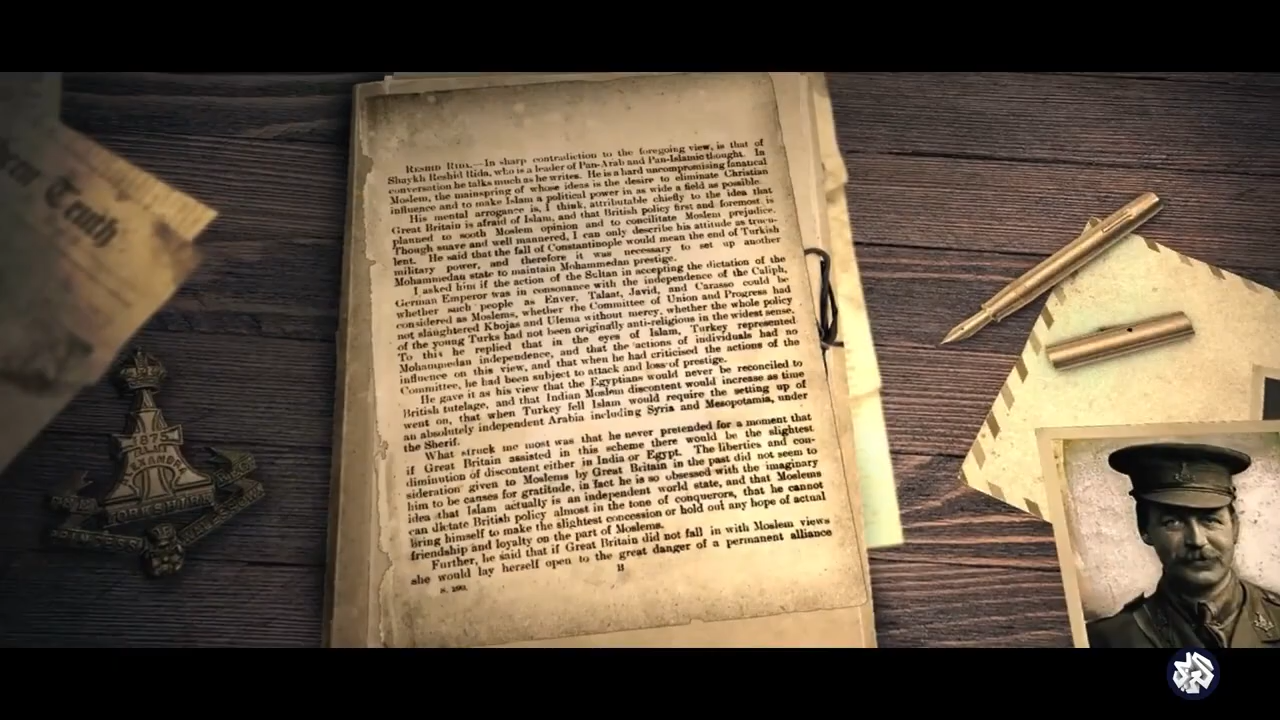 Truth
RESHID RIDA.—In sharp contradiction to the foregoing view, is that of
Shaykh Reshid Rida, who is a leader of Pan-Arab and Pan-Islamic thought. In
conversation he talks much as he writes. He is a hard uncompromising fanatical
Moslem, the mainspring of whose ideas is the desire to eliminate Christian
influence and to make Islam a political power in as wide a field as possible.
His mental arrogance is, I think, attributable chiefly to the idea that
Great Britain is afraid of Islam, and that British policy first and foremost is
planned to sooth Moslem opinion and to conciliate Moslem prejudice.
Though suave and well mannered, I can only describe his attitude as trucu-
lent. He said that the fall of Constantinople would mean the end of Turkish
military power, and therefore it was necessary to set up another
Mohammedan state to maintain Mohammedan prestige.
I asked him if the action of the Sultan in accepting the dictation of the
German Emperor was in consonance with the independence of the Caliph,
whether such people as Enver, Talaat, Javid, and Carasso could be
considered as Moslems, whether the Committee of Union and Progress had
not slaughtered Khojas and Ulema without mercy, whether the whole policy
of the young Turks had not been originally anti-religious in the widest sense.
To this he replied that in the eyes of Islam, Turkey represented
Mohammedan independence, and that the actions of individuals had no
influence on this view, and that when he had criticised the actions of the
Committee, he had been subject to attack and loss of prestige.
He gave it as his view that the Egyptians would never be reconciled to
British tutelage, and that Indian Moslem discontent would increase as time
went on, that when Turkey fell Islam would require the setting up of
an absolutely independent Arabia including Syria and Mesopotamia, under
the Sherif.
What struck me most was that he never pretended for a moment that
if Great Britain assisted in this scheme there would be the slightest
diminution of discontent either in India or Egypt. The liberties and con-
sideration given to Moslems by Great Britain in the past did not seem to
him to be causes for gratitude, in fact he is so obsessed with the imaginary
idea that Islam actually is an independent world state, and that Moslems
can dictate British policy almost in the tone of conquerors, that he cannot
bring himself to make the slightest concession or hold out any hope of actual
friendship and loyalty on the part of Moslems.
Further, he said that if Great Britain did not fall in with Moslem views
she would lay herself open to the great danger of a permanent alliance
B
1875
ALEXANDRA
YORKSHIRE